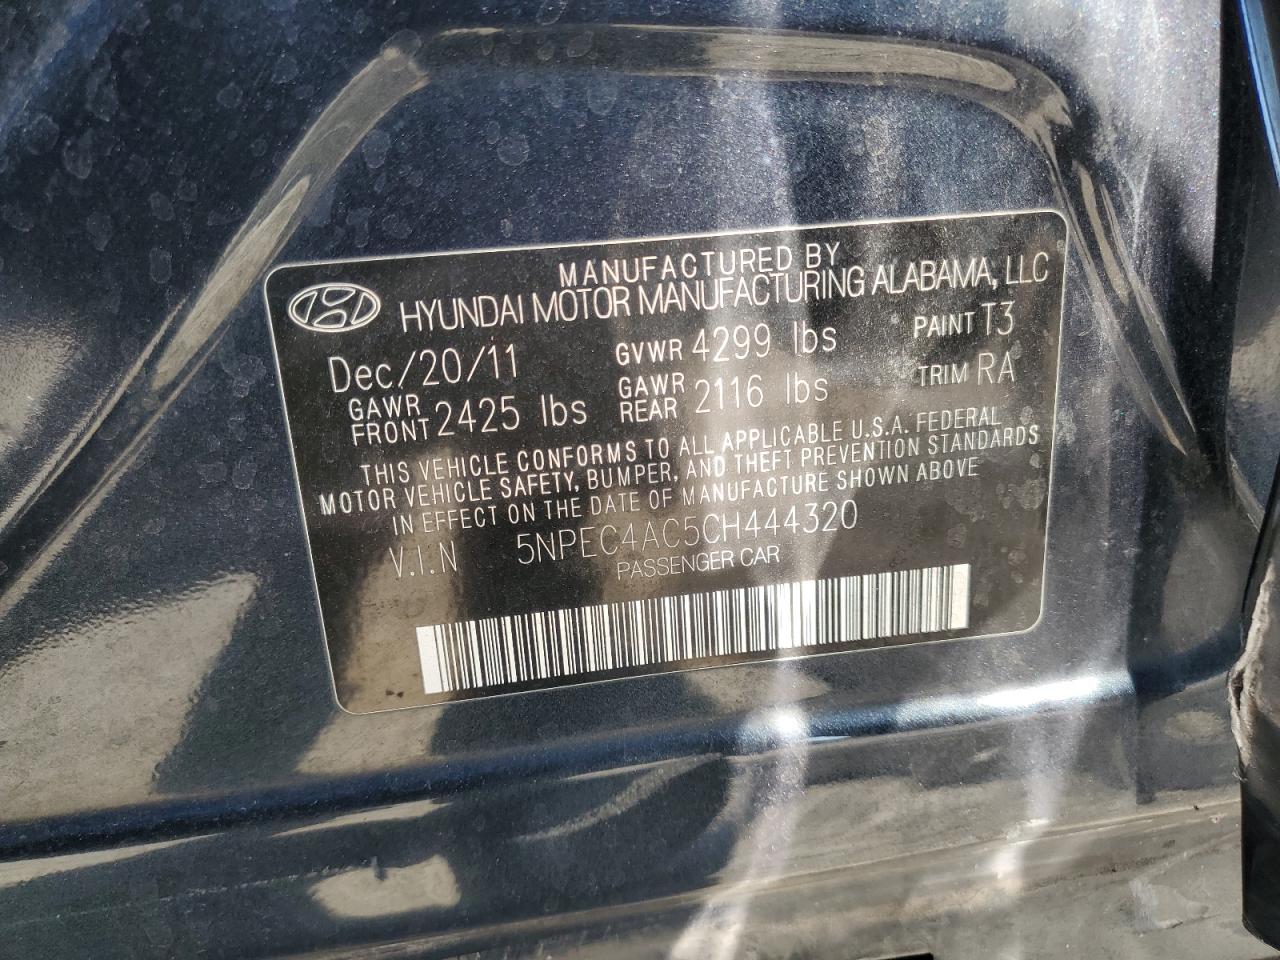 MANUFACTURED BY
HYUNDAI MOTOR MANUFACTURING ALABAMA, LLC
Dec/20/11 GVWR 4299 lbs PAINT T3
GAWR FRONT 2425 lbs GAWR REAR 2116 lbs TRIM RA
THIS VEHICLE CONFORMS TO ALL APPLICABLE U.S.A. FEDERAL
MOTOR VEHICLE SAFETY, BUMPER, AND THEFT PREVENTION STANDARDS
IN EFFECT ON THE DATE OF MANUFACTURE SHOWN ABOVE
V.I.N 5NPEC4AC5CH444320
PASSENGER CAR